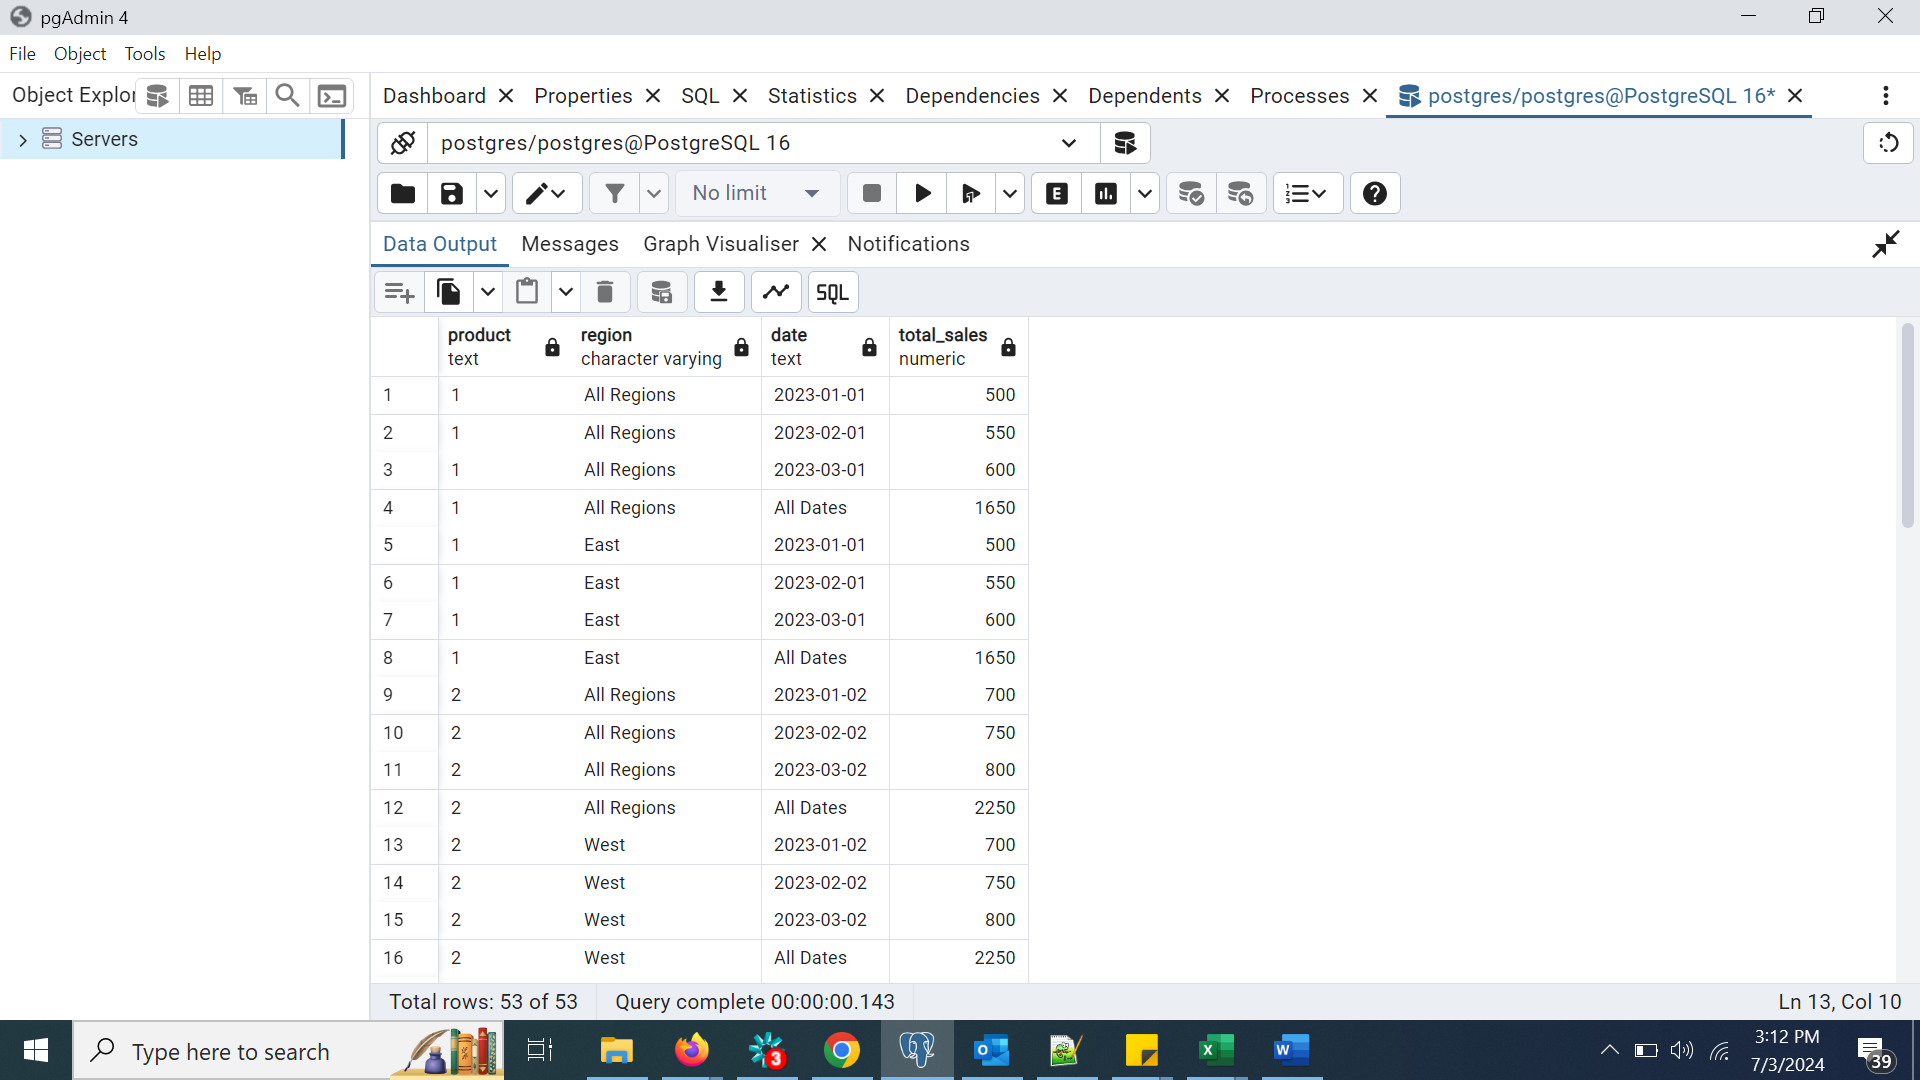 pgAdmin 4
File Object Tools Help
Object Explor
Dashboard Properties SQL Statistics Dependencies Dependents Processes postgres/postgres@PostgreSQL 16*
Servers
postgres/postgres@PostgreSQL 16
No limit E
Data Output Messages Graph Visualiser Notifications
SQL
product region date total_sales
text character varying text numeric
1 1 All Regions 2023-01-01 500
2 1 All Regions 2023-02-01 550
3 1 All Regions 2023-03-01 600
4 1 All Regions All Dates 1650
5 1 East 2023-01-01 500
6 1 East 2023-02-01 550
7 1 East 2023-03-01 600
8 1 East All Dates 1650
9 2 All Regions 2023-01-02 700
10 2 All Regions 2023-02-02 750
11 2 All Regions 2023-03-02 800
12 2 All Regions All Dates 2250
13 2 West 2023-01-02 700
14 2 West 2023-02-02 750
15 2 West 2023-03-02 800
16 2 West All Dates 2250
Total rows: 53 of 53 Query complete 00:00:00.143 Ln 13, Col 10
Type here to search
3
3:12 PM
7/3/2024
39